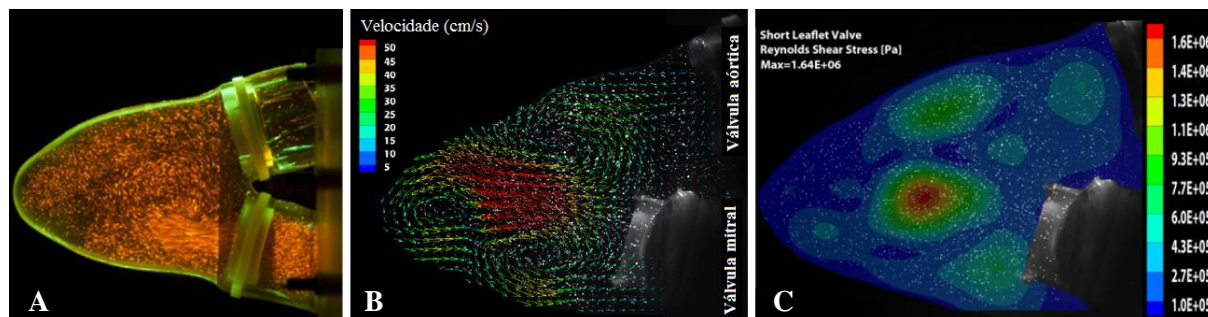 A
Velocidade (cm/s)
50
45
40
35
30
25
20
15
10
5
Válvula aórtica
Válvula mitral
B
Short Leaflet Valve
Reynolds Shear Stress [Pa]
Max=1.64E+06
1.6E+06
1.4E+06
1.3E+06
1.1E+06
9.3E+05
7.7E+05
6.0E+05
4.3E+05
2.7E+05
1.0E+05
C